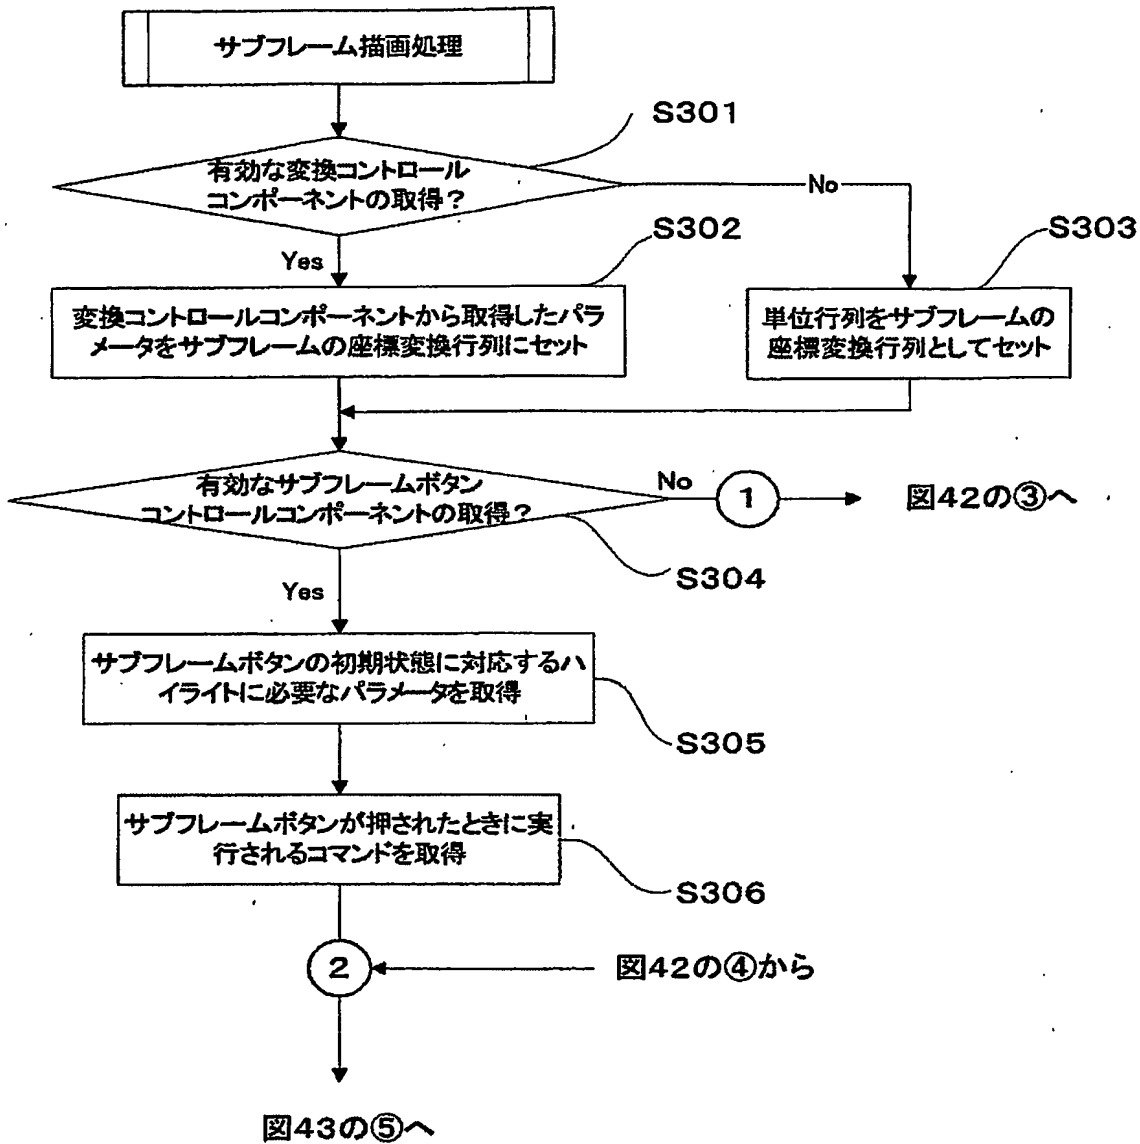 サブフレーム描画処理
S301
有効な変換コントロール
コンポーネントの取得?
No
S302
S303
Yes
変換コントロールコンポーネントから取得したパラ
メータをサブフレームの座標変換行列にセット
単位行列をサブフレームの
座標変換行列としてセット
有効なサブフレームボタン
コントロールコンポーネントの取得?
No
1
図42の③へ
S304
Yes
サブフレームボタンの初期状態に対応するハ
イライトに必要なパラメータを取得
S305
サブフレームボタンが押されたときに実
行されるコマンドを取得
S306
2
図42の④から
図43の⑤へ